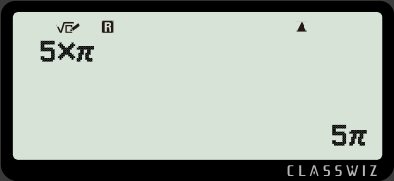 √▱ R ▲
5×π
5π
CLASSWIZ